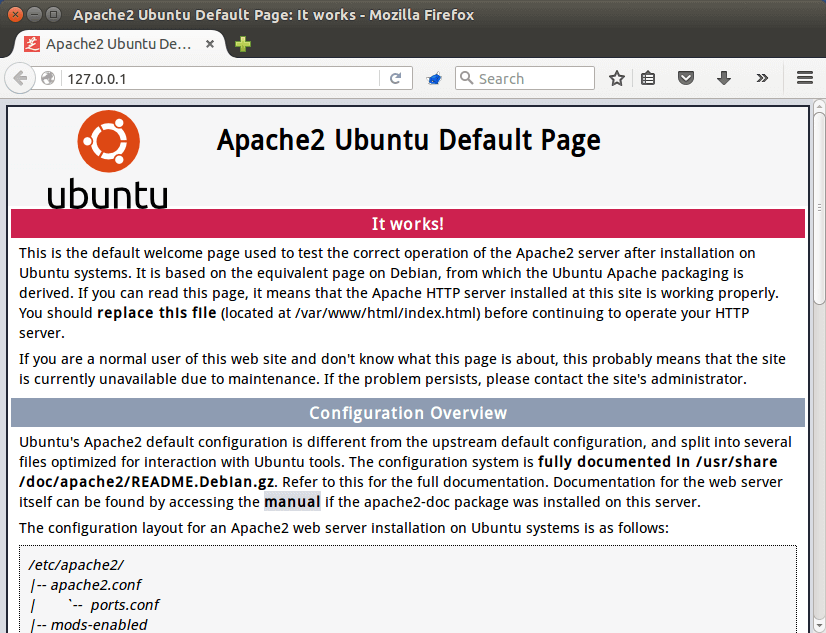 Apache2 Ubuntu Default Page: It works - Mozilla Firefox
Apache2 Ubuntu De...
127.0.0.1
Search
ubuntu
Apache2 Ubuntu Default Page
It works!
This is the default welcome page used to test the correct operation of the Apache2 server after installation on
Ubuntu systems. It is based on the equivalent page on Debian, from which the Ubuntu Apache packaging is
derived. If you can read this page, it means that the Apache HTTP server installed at this site is working properly.
You should replace this file (located at /var/www/html/index.html) before continuing to operate your HTTP
server.
If you are a normal user of this web site and don't know what this page is about, this probably means that the site
is currently unavailable due to maintenance. If the problem persists, please contact the site's administrator.
Configuration Overview
Ubuntu's Apache2 default configuration is different from the upstream default configuration, and split into several
files optimized for interaction with Ubuntu tools. The configuration system is fully documented in /usr/share
/doc/apache2/README.Debian.gz. Refer to this for the full documentation. Documentation for the web server
itself can be found by accessing the manual if the apache2-doc package was installed on this server.
The configuration layout for an Apache2 web server installation on Ubuntu systems is as follows:
/etc/apache2/
|-- apache2.conf
|       `--  ports.conf
|-- mods-enabled